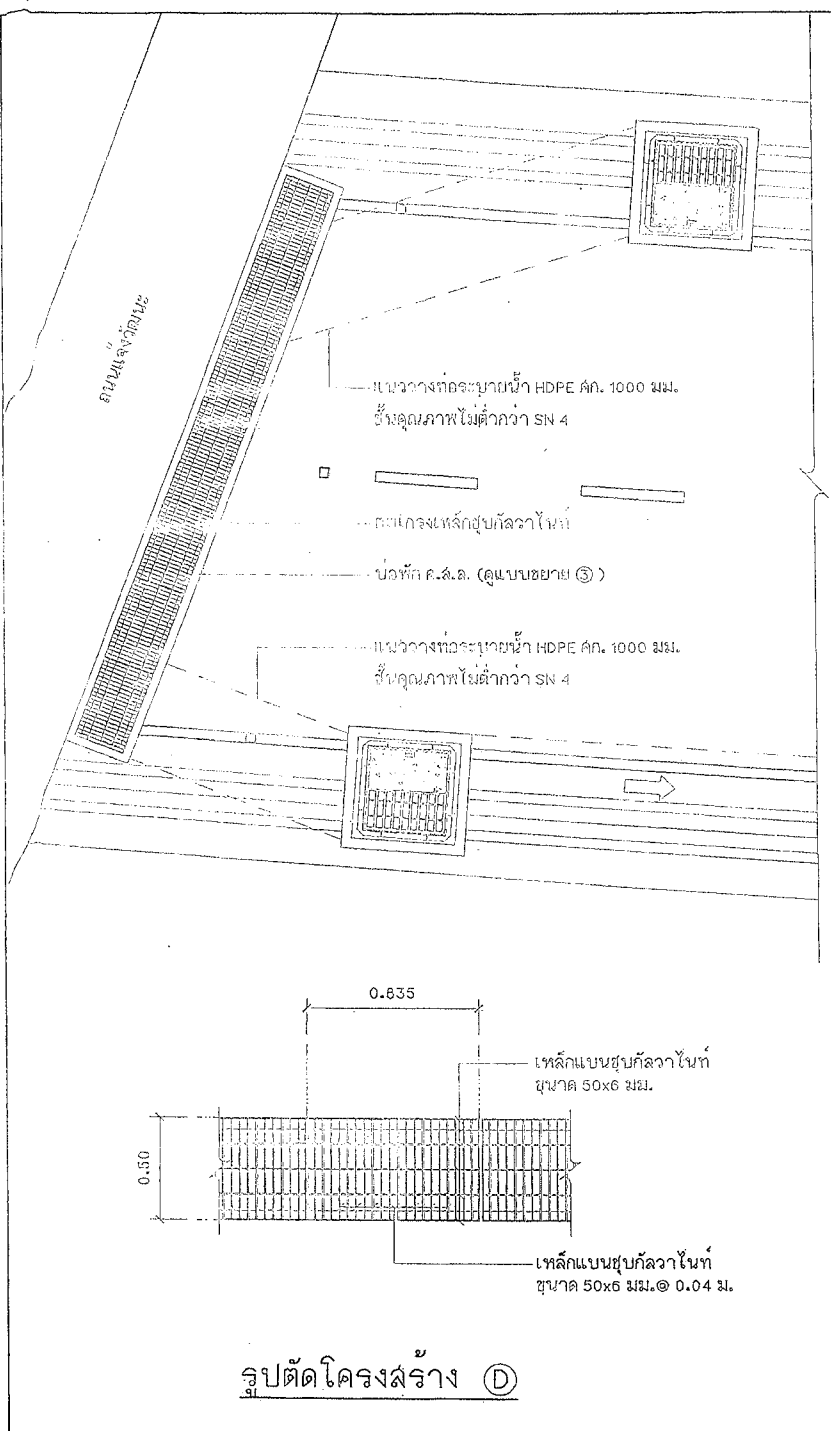 ถนนเฟื่องนคร
แนววางท่อระบายน้ำ HDPE ศก. 1000 มม.
ชั้นคุณภาพไม่ต่ำกว่า SN 4
ตะแกรงเหล็กชุบกัลวาไนท์
บ่อพัก ค.ส.ล. (ดูแบบขยาย ③)
แนววางท่อระบายน้ำ HDPE ศก. 1000 มม.
ชั้นคุณภาพไม่ต่ำกว่า SN 4
0.835
เหล็กแบนชุบกัลวาไนท์
ขนาด 50x6 มม.
0.50
เหล็กแบนชุบกัลวาไนท์
ขนาด 50x6 มม.@ 0.04 ม.
รูปตัดโครงสร้าง Ⓓ